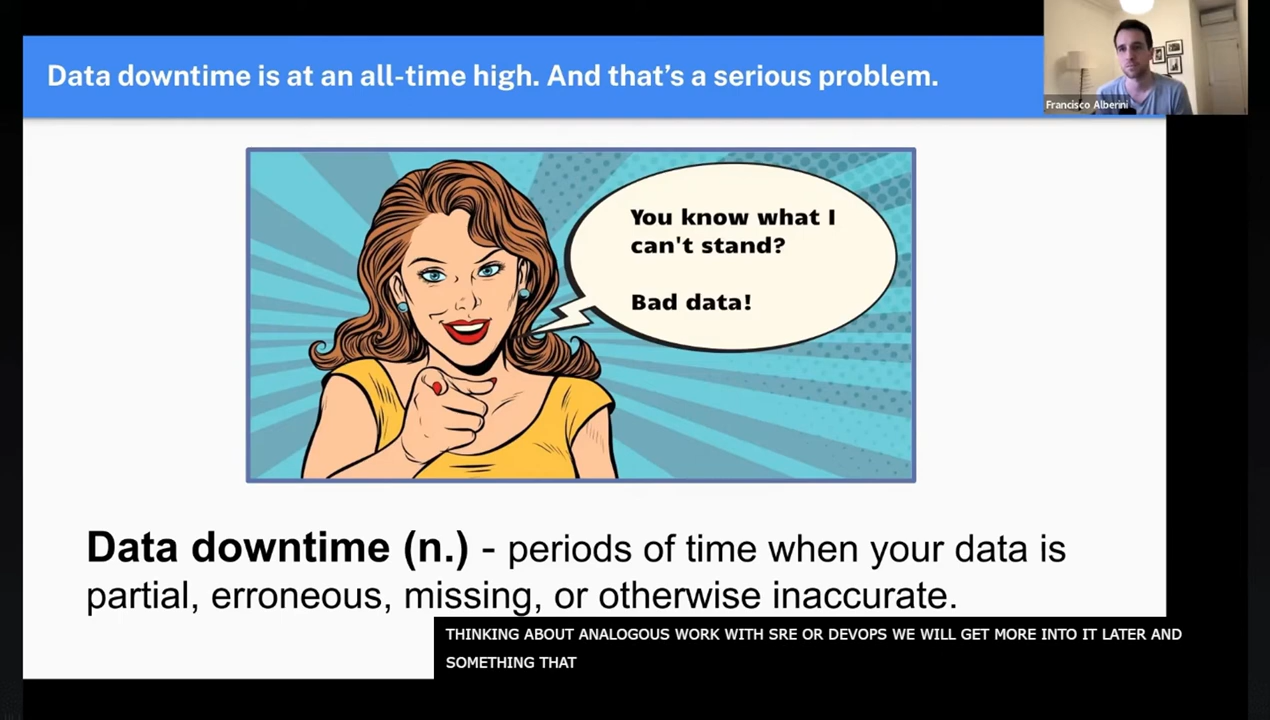 Data downtime is at an all-time high. And that's a serious problem.
Francisco Alberini
You know what I
can't stand?
Bad data!
Data downtime (n.) - periods of time when your data is
partial, erroneous, missing, or otherwise inaccurate.
THINKING ABOUT ANALOGOUS WORK WITH SRE OR DEVOPS WE WILL GET MORE INTO IT LATER AND
SOMETHING THAT